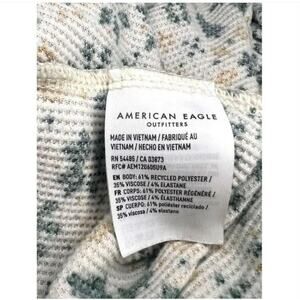 AMERICAN EAGLE
OUTFITTERS
MADE IN VIETNAM / FABRIQUÉ AU
VIETNAM / HECHO EN VIETNAM
RN 54485 / CA 03873
RFC# AEM120605U9A
EN BODY: 61% RECYCLED POLYESTER /
35% VISCOSE / 4% ELASTANE
FR CORPS: 61% POLYESTER RÉGÉNÉRÉ /
35% VISCOSE / 4% ÉLASTHANNE
SP CUERPO: 61% poliéster reciclado /
35% viscosa / 4% elastano